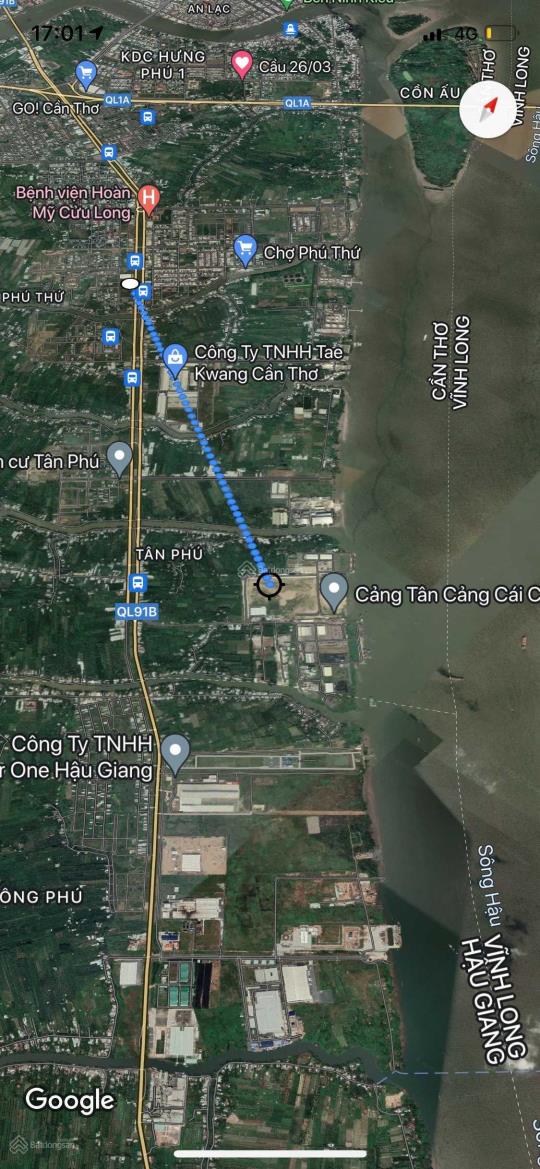 91B
AN LẠC
Bến Ninh Kiều
17:01
4G
KDC HƯNG
PHÚ 1
Cầu 26/03
GO! Cần Thơ
QL1A
QL1A
CỒN ẤU
VĨNH LONG
Sông Hậu
Bệnh viện Hoàn
Mỹ Cửu Long
H
Chợ Phú Thứ
PHÚ THỨ
CẦN THƠ
VĨNH LONG
Công Ty TNHH Tae
Kwang Cần Thơ
cư Tân Phú
TÂN PHÚ
Batdongsan
QL91B
Cảng Tân Cảng Cái C
Công Ty TNHH
One Hậu Giang
ÔNG PHÚ
Sông Hậu
VĨNH LONG
HẬU GIANG
Google
Batdongsan